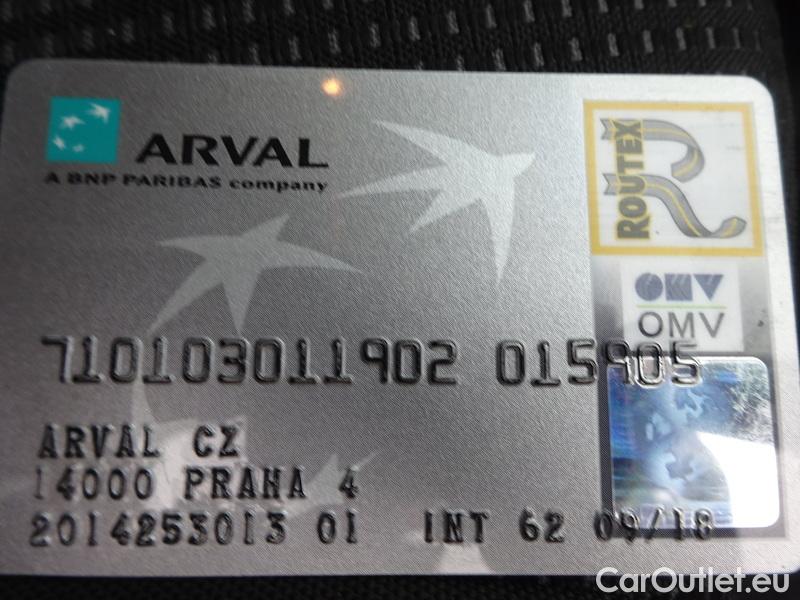 ARVAL
A BNP PARIBAS company
ROUTEX
OMV
OMV
7101030011902 015905
ARVAL CZ
14000 PRAHA 4
2014253013 01 INT 62 09/18
CarOutlet.eu